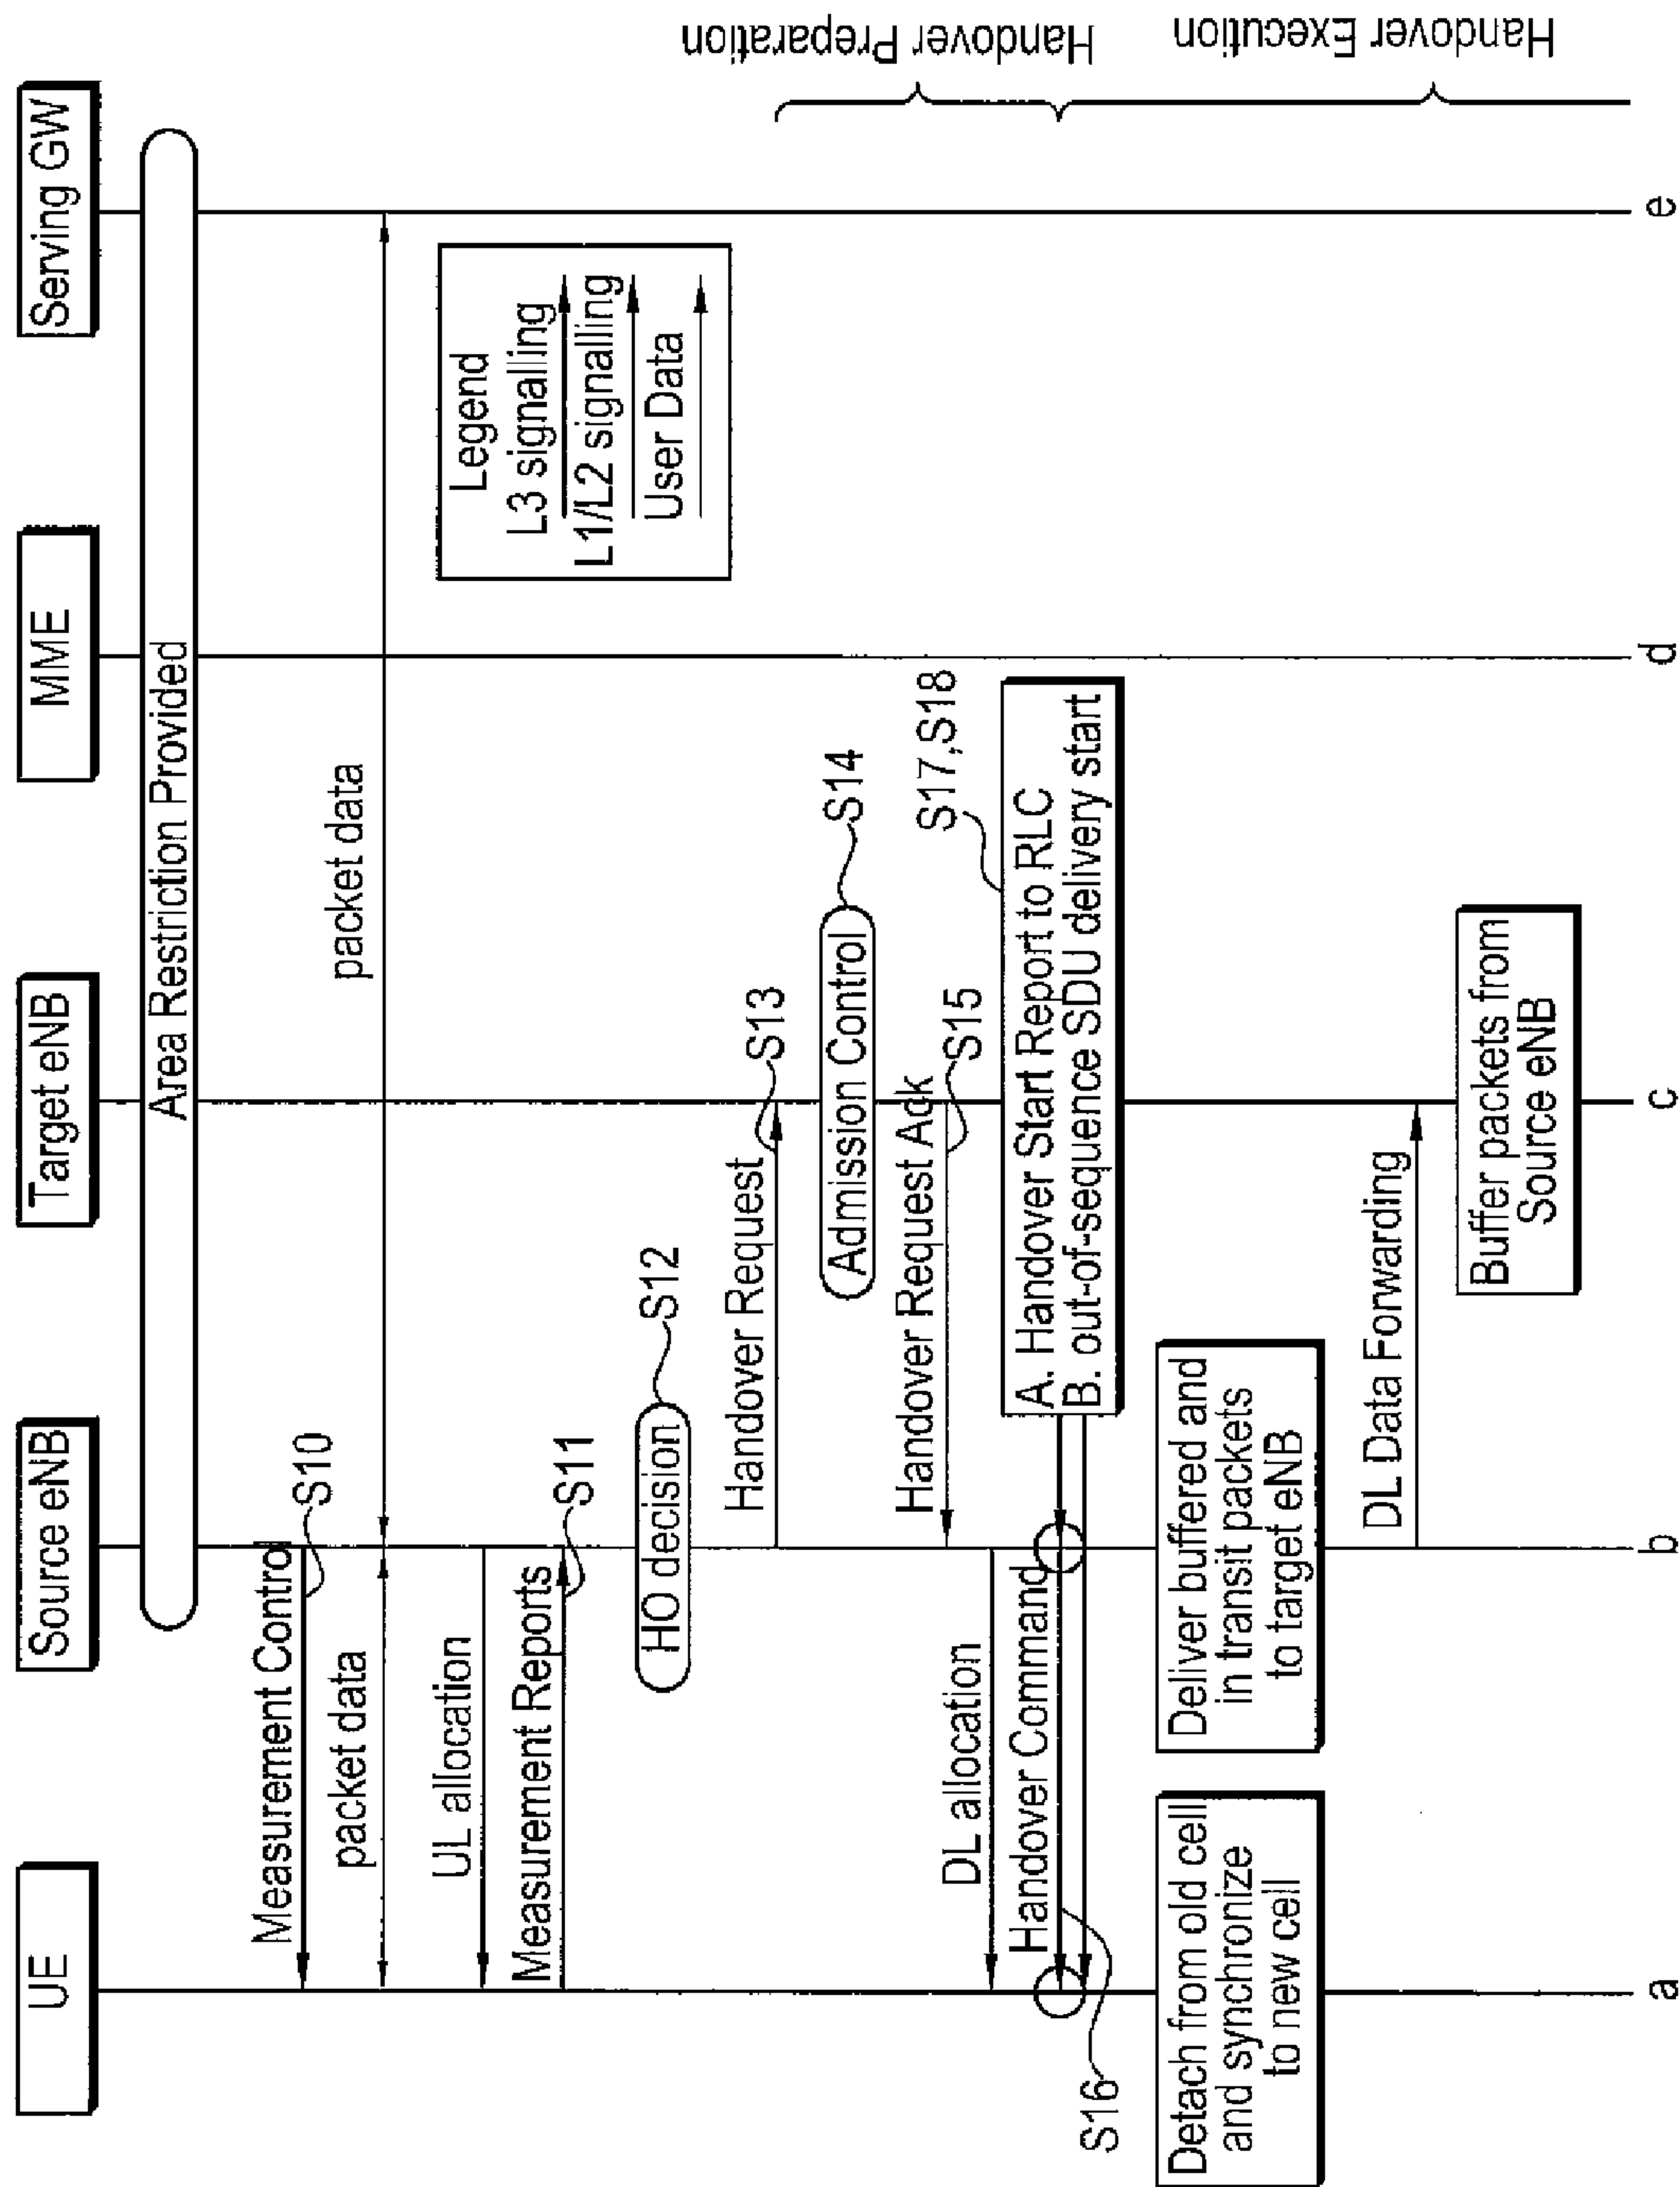 UE
Source eNB
Target eNB
MME
Serving GW
Area Restriction Provided
Measurement Control
S10
packet data
packet data
UL allocation
Legend
L3 signalling
L1/L2 signalling
User Data
Measurement Reports
S11
HO decision
S12
Handover Request
S13
Admission Control
S14
Handover Request Ack
S15
DL allocation
Handover Command
S16
S17,S18
A. Handover Start Report to RLC
B. out-of-sequence SDU delivery start
Handover Preparation
Detach from old cell
and synchronize
to new cell
Deliver buffered and
in transit packets
to target eNB
DL Data Forwarding
Buffer packets from
Source eNB
Handover Execution
a
b
c
d
e